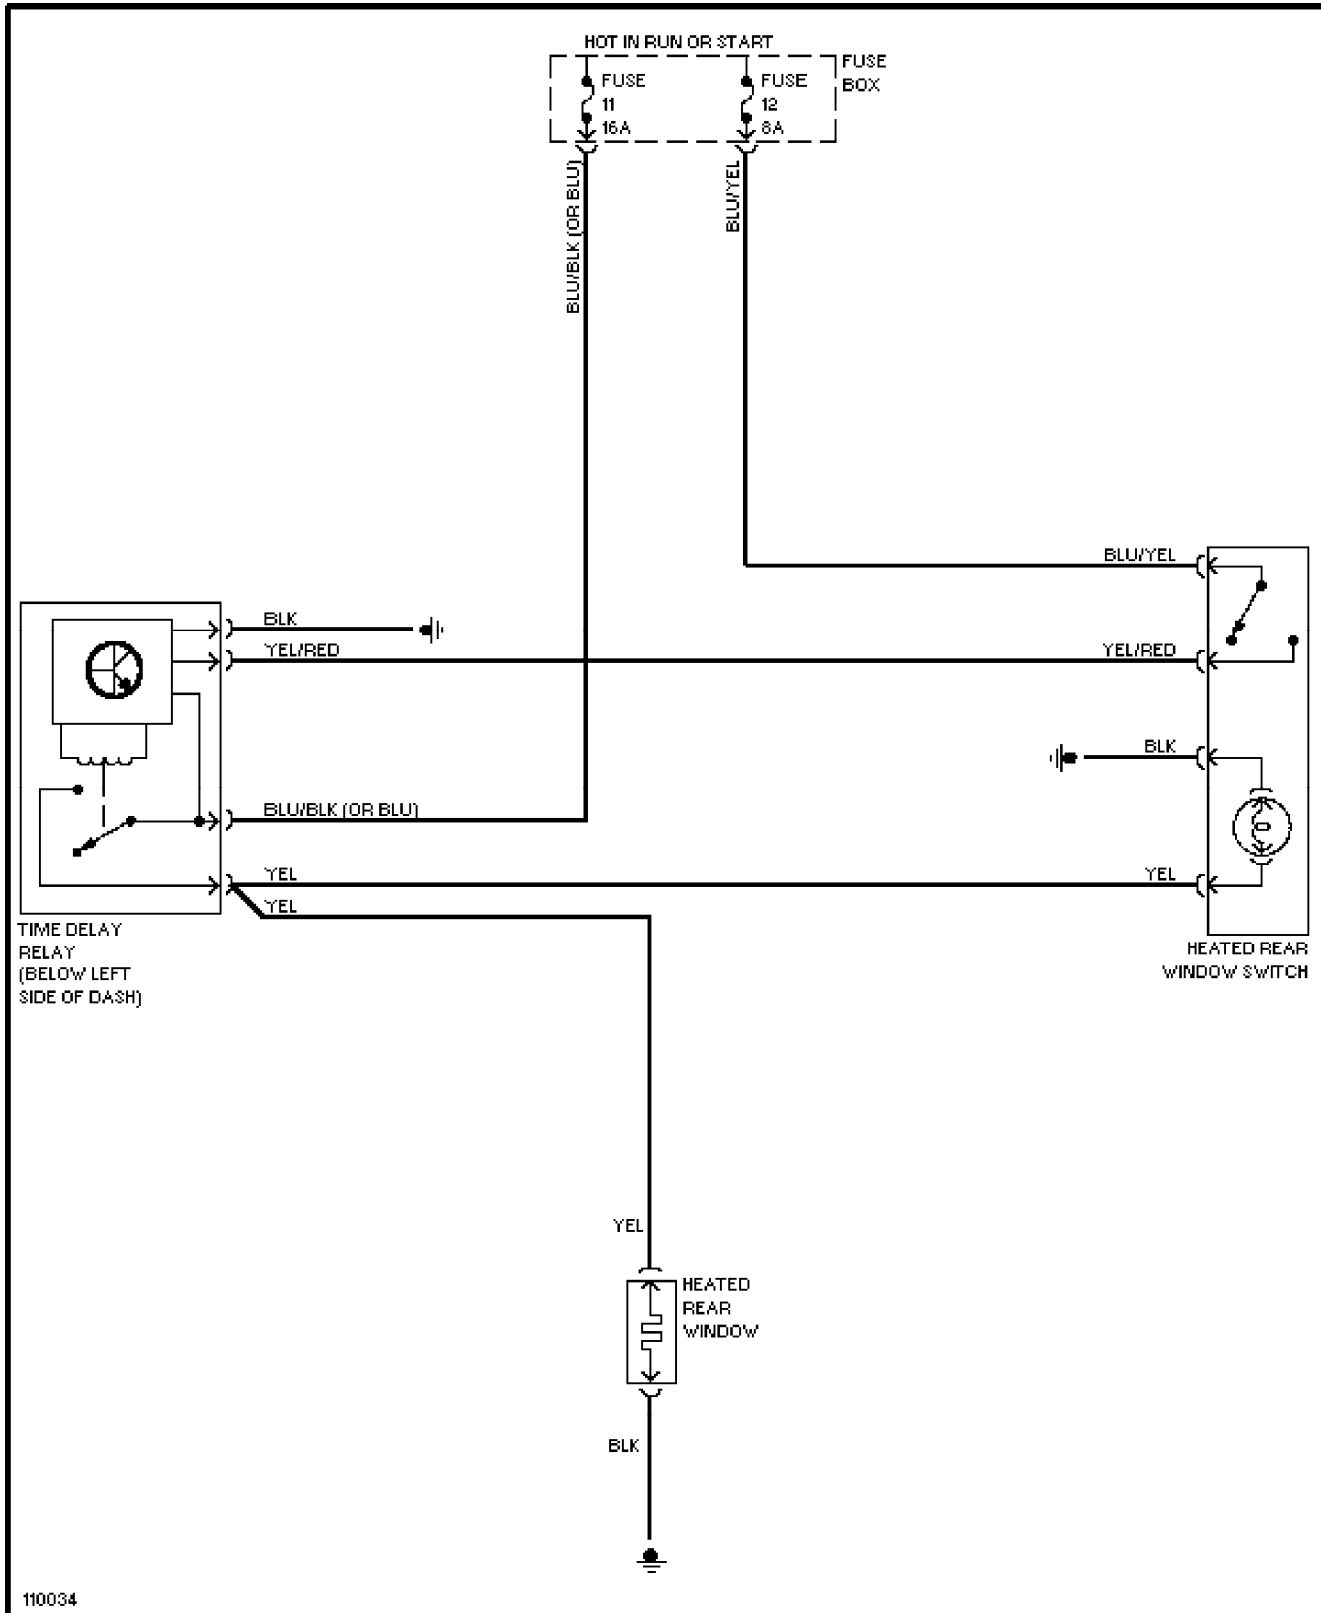 HOT IN RUN OR START
FUSE
BOX
FUSE
11
16A
FUSE
12
8A
BLU/BLK (OR BLU)
BLU/YEL
BLU/YEL
BLK
YEL/RED
YEL/RED
BLK
BLU/BLK (OR BLU)
YEL
YEL
YEL
TIME DELAY
RELAY
(BELOW LEFT
SIDE OF DASH)
HEATED REAR
WINDOW SWITCH
YEL
HEATED
REAR
WINDOW
BLK
110034